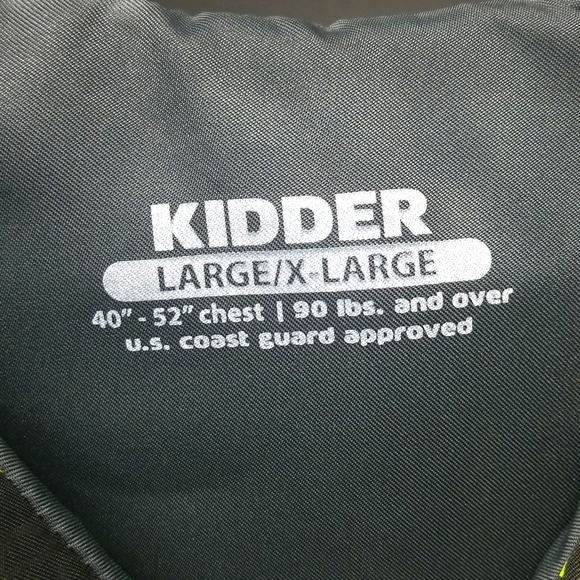 KIDDER
LARGE/X-LARGE
40" - 52" chest | 90 lbs. and over
u.s. coast guard approved